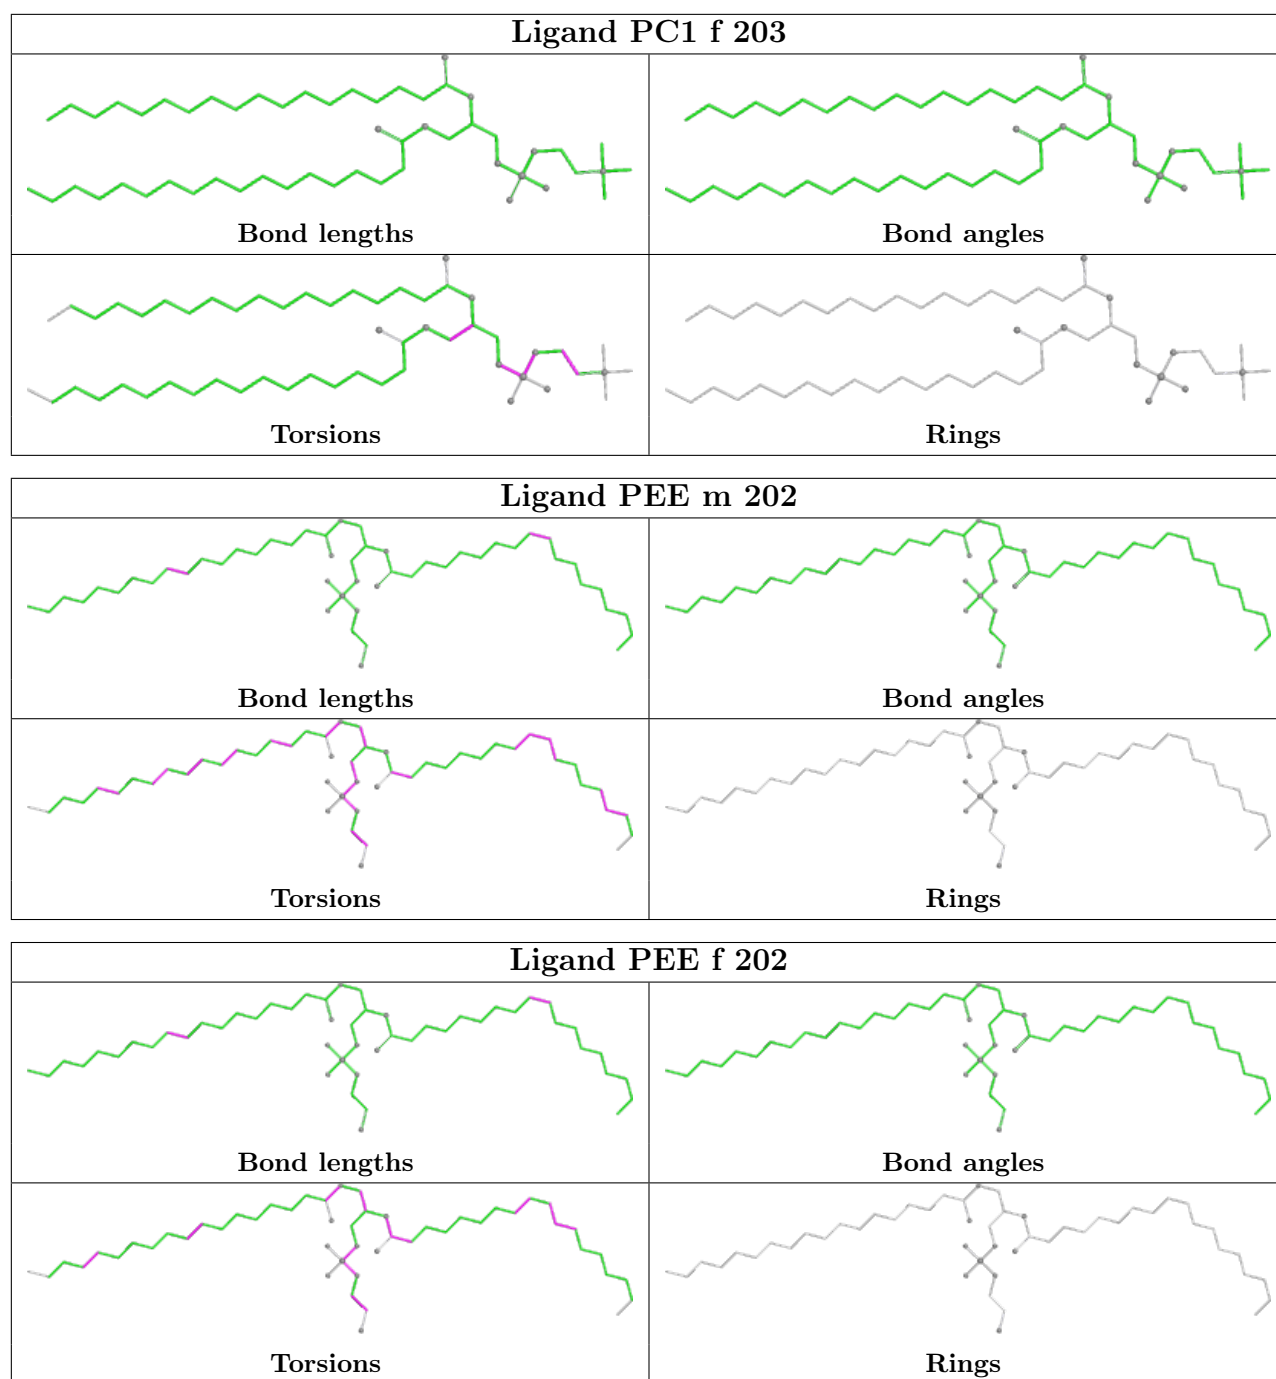 Ligand PC1 f 203
Bond lengths
Bond angles
Torsions
Rings
Ligand PEE m 202
Bond lengths
Bond angles
Torsions
Rings
Ligand PEE f 202
Bond lengths
Bond angles
Torsions
Rings